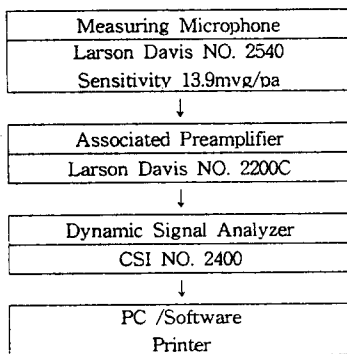 Measuring Microphone
Larson Davis NO. 2540
Sensitivity 13.9mvg/pa
↓
Associated Preamplifier
Larson Davis NO. 2200C
↓
Dynamic Signal Analyzer
CSI NO. 2400
↓
PC /Software
Printer